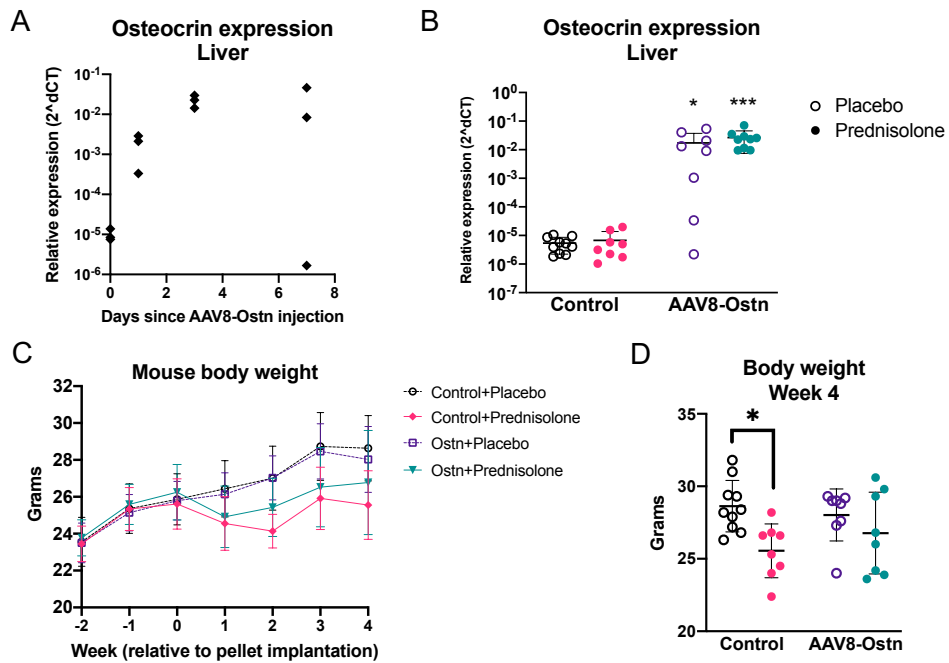 A
Osteocrin expression
Liver
Relative expression (2^dCT)
10-1
10-2
10-3
10-4
10-5
10-6
0 2 4 6 8
Days since AAV8-Ostn injection
B
Osteocrin expression
Liver
Relative expression (2^dCT)
100
10-1
10-2
10-3
10-4
10-5
10-6
10-7
* ***
Control AAV8-Ostn
Placebo
Prednisolone
C
Mouse body weight
Grams
32
30
28
26
24
22
20
-2 -1 0 1 2 3 4
Week (relative to pellet implantation)
Control+Placebo
Control+Prednisolone
Ostn+Placebo
Ostn+Prednisolone
D
Body weight
Week 4
Grams
35
30
25
20
*
Control AAV8-Ostn